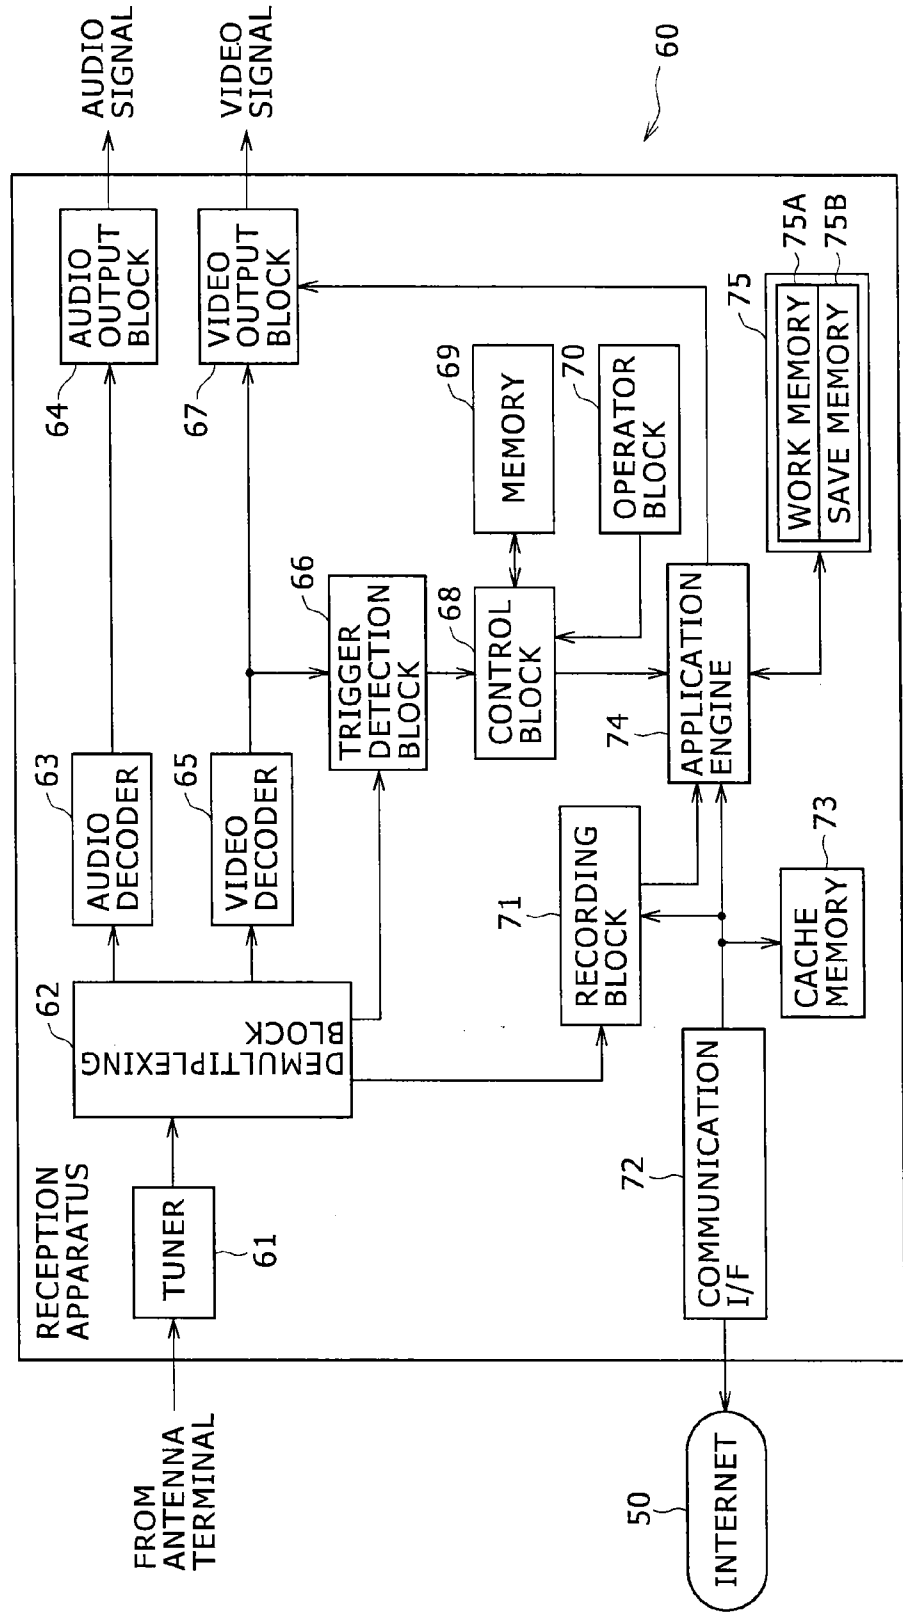 RECEPTION
APPARATUS
60
FROM
ANTENNA
TERMINAL
TUNER
61
62
DEMULTIPLEXING
BLOCK
63
AUDIO
DECODER
64
AUDIO
OUTPUT
BLOCK
AUDIO
SIGNAL
65
VIDEO
DECODER
67
VIDEO
OUTPUT
BLOCK
VIDEO
SIGNAL
66
TRIGGER
DETECTION
BLOCK
68
CONTROL
BLOCK
69
MEMORY
70
OPERATOR
BLOCK
71
RECORDING
BLOCK
74
APPLICATION
ENGINE
75
WORK MEMORY
75A
SAVE MEMORY
75B
72
COMMUNICATION
I/F
73
CACHE
MEMORY
50
INTERNET